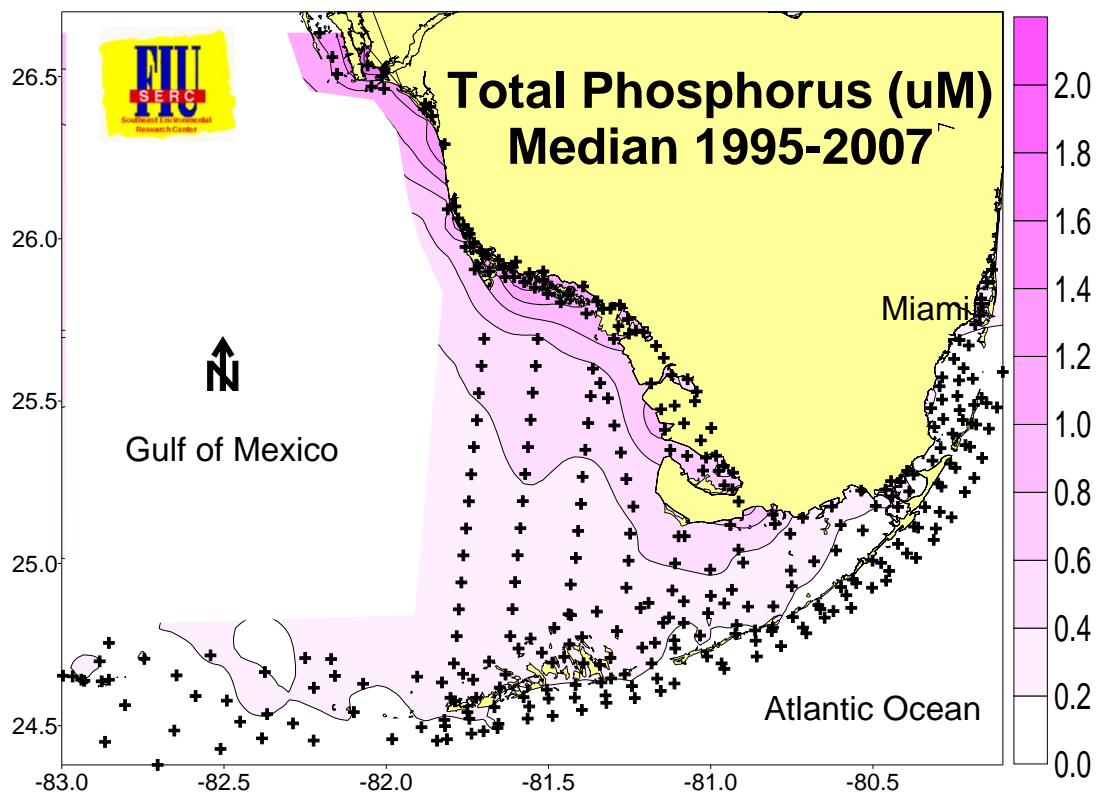 FIU
SERC
Southeast Environmental
Research Center
Total Phosphorus (uM)
Median 1995-2007
Miami
N
Gulf of Mexico
Atlantic Ocean
26.5
26.0
25.5
25.0
24.5
-83.0
-82.5
-82.0
-81.5
-81.0
-80.5
2.0
1.8
1.6
1.4
1.2
1.0
0.8
0.6
0.4
0.2
0.0